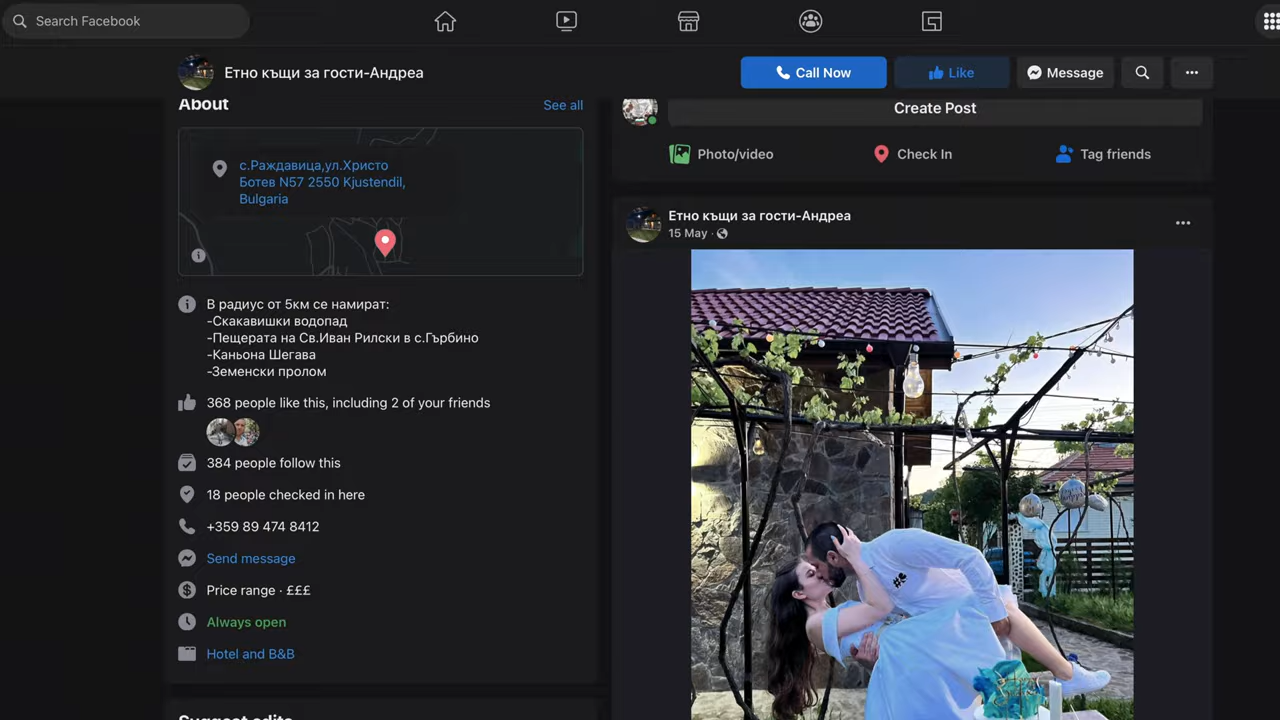 Search Facebook
Етно къщи за гости-Андреа
Call Now
Like
Message
About
See all
с.Раждавица,ул.Христо
Ботев N57 2550 Kjustendil,
Bulgaria
В радиус от 5км се намират:
-Скакавишки водопад
-Пещерата на Св.Иван Рилски в с.Гърбино
-Каньона Шегава
-Земенски пролом
368 people like this, including 2 of your friends
384 people follow this
18 people checked in here
+359 89 474 8412
Send message
Price range · £££
Always open
Hotel and B&B
Create Post
Photo/video
Check In
Tag friends
Етно къщи за гости-Андреа
15 May ·